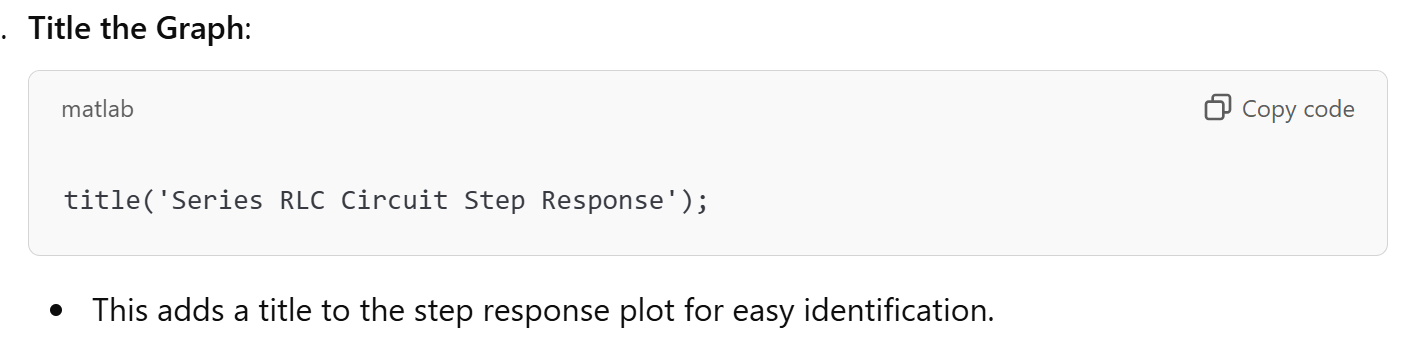 . Title the Graph:
matlab
Copy code
title('Series RLC Circuit Step Response');
• This adds a title to the step response plot for easy identification.